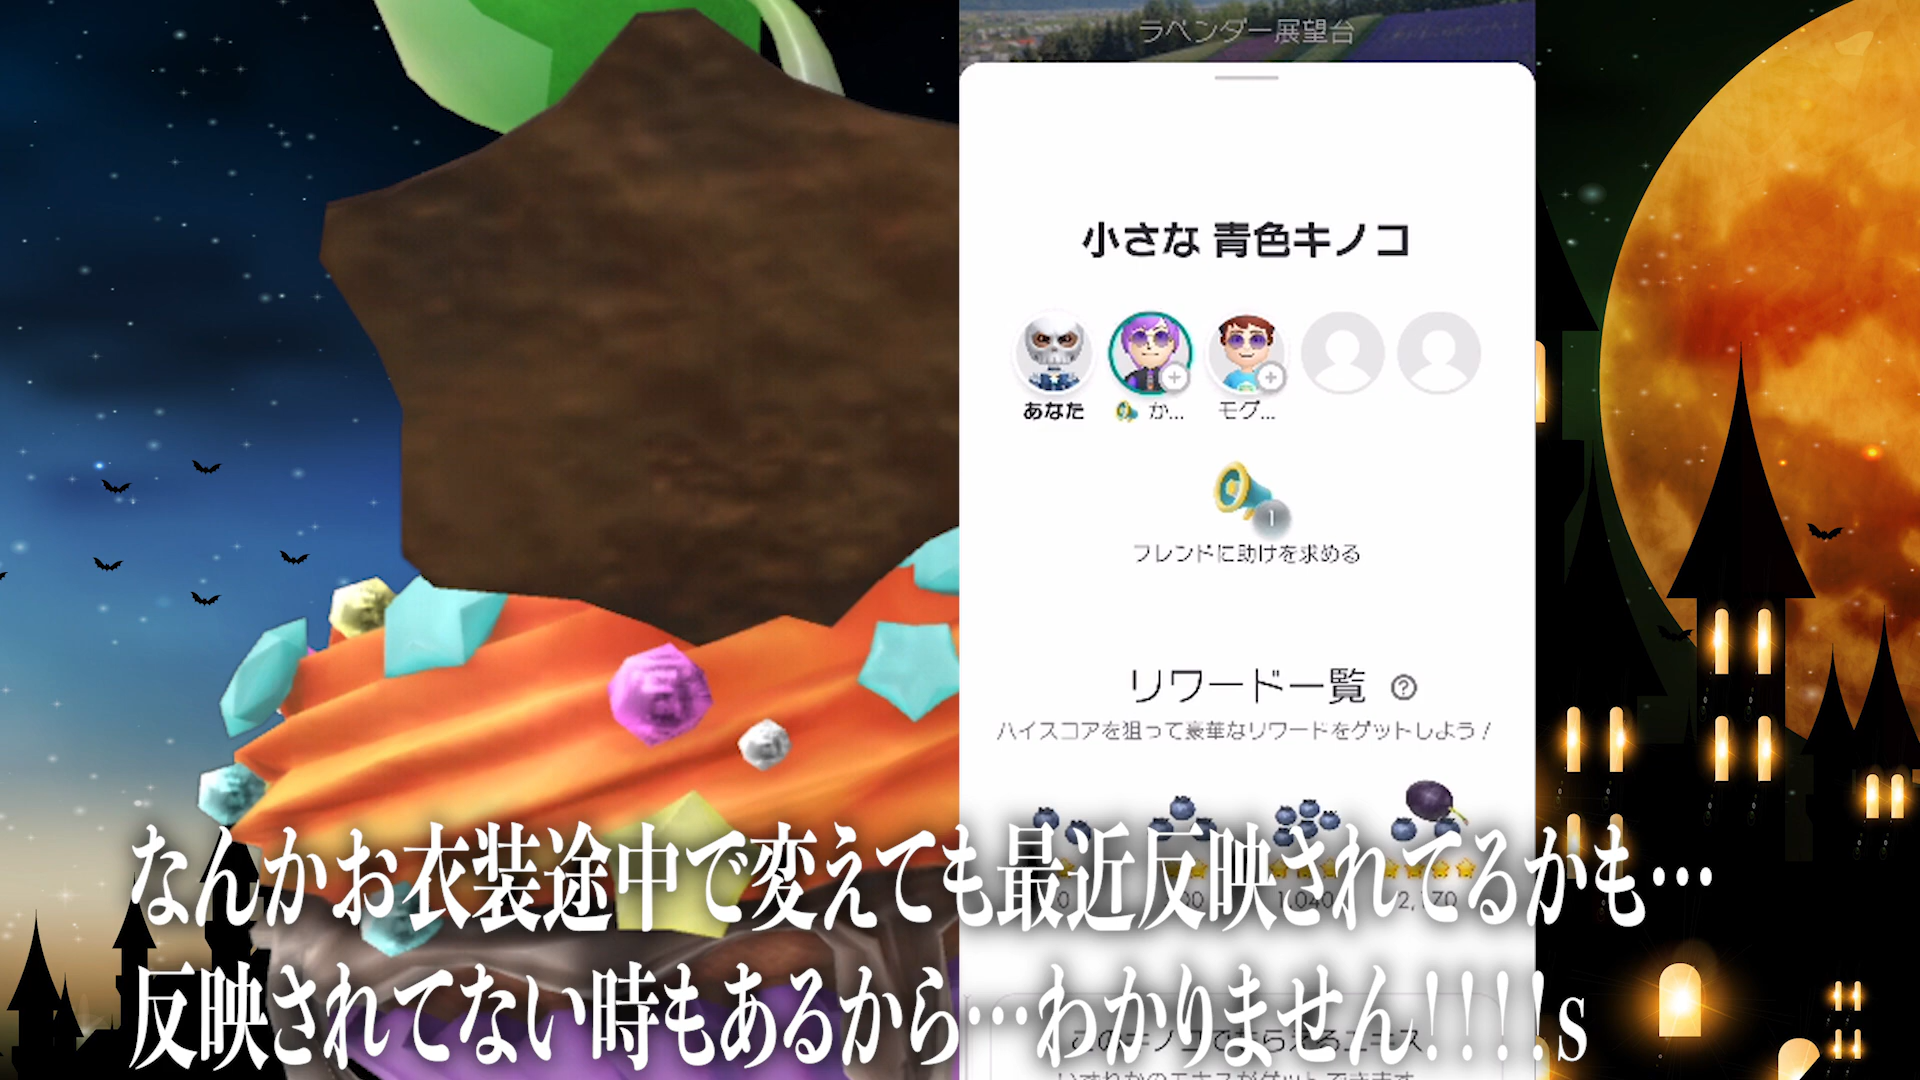 ラベンダー展望台
小さな 青色キノコ
あなた か... モグ...
1
フレンドに助けを求める
リワード一覧 ?
ハイスコアを狙って豪華なリワードをゲットしよう！
なんかお衣装途中で変えても最近反映されてるかも…
反映されてない時もあるから…わかりません!!!!s